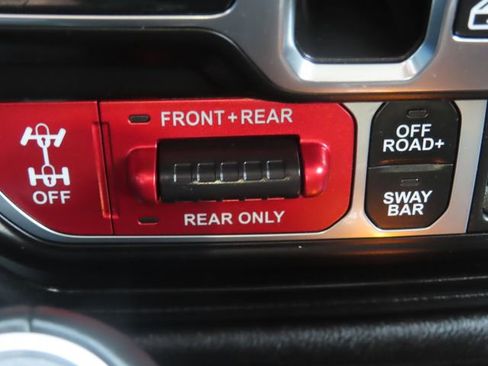 FRONT+REAR
OFF
REAR ONLY
OFF
ROAD+
SWAY
BAR